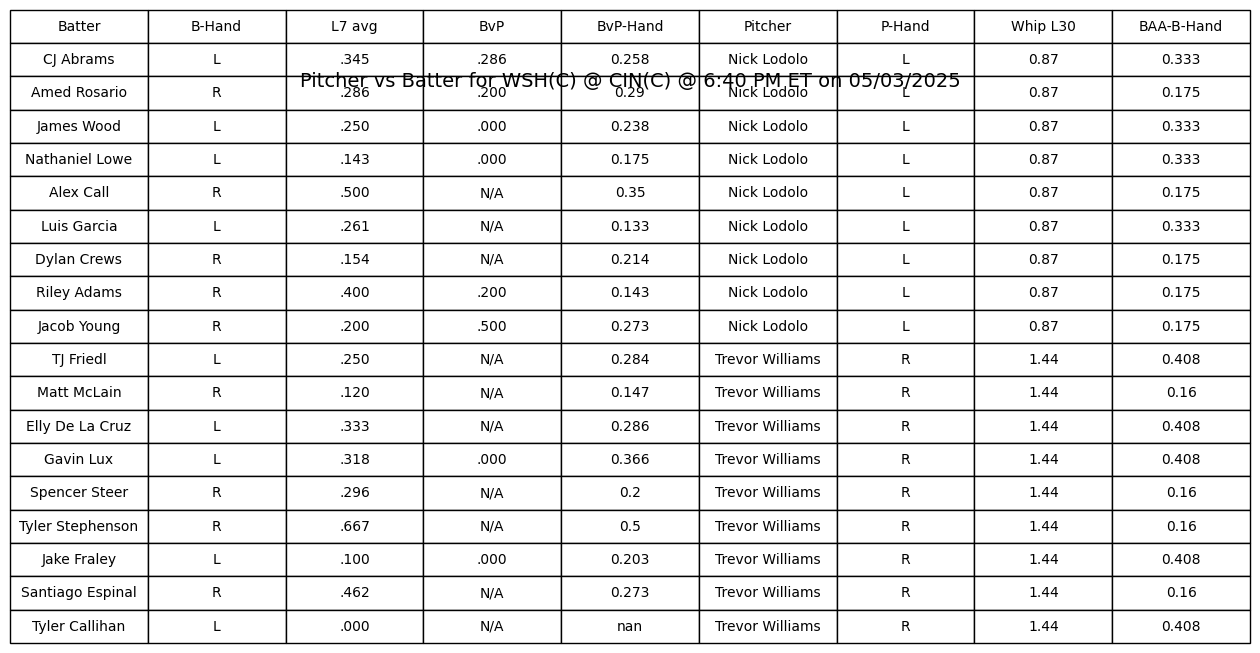 Batter B-Hand L7 avg BvP BvP-Hand Pitcher P-Hand Whip L30 BAA-B-Hand
CJ Abrams L .345 .286 0.258 Nick Lodolo L 0.87 0.333
Pitcher vs Batter for WSH(C) @ CIN(C) @ 6:40 PM ET on 05/03/2025
Amed Rosario R .286 .200 0.29 Nick Lodolo L 0.87 0.175
James Wood L .250 .000 0.238 Nick Lodolo L 0.87 0.333
Nathaniel Lowe L .143 .000 0.175 Nick Lodolo L 0.87 0.333
Alex Call R .500 N/A 0.35 Nick Lodolo L 0.87 0.175
Luis Garcia L .261 N/A 0.133 Nick Lodolo L 0.87 0.333
Dylan Crews R .154 N/A 0.214 Nick Lodolo L 0.87 0.175
Riley Adams R .400 .200 0.143 Nick Lodolo L 0.87 0.175
Jacob Young R .200 .500 0.273 Nick Lodolo L 0.87 0.175
TJ Friedl L .250 N/A 0.284 Trevor Williams R 1.44 0.408
Matt McLain R .120 N/A 0.147 Trevor Williams R 1.44 0.16
Elly De La Cruz L .333 N/A 0.286 Trevor Williams R 1.44 0.408
Gavin Lux L .318 .000 0.366 Trevor Williams R 1.44 0.408
Spencer Steer R .296 N/A 0.2 Trevor Williams R 1.44 0.16
Tyler Stephenson R .667 N/A 0.5 Trevor Williams R 1.44 0.16
Jake Fraley L .100 .000 0.203 Trevor Williams R 1.44 0.408
Santiago Espinal R .462 N/A 0.273 Trevor Williams R 1.44 0.16
Tyler Callihan L .000 N/A nan Trevor Williams R 1.44 0.408